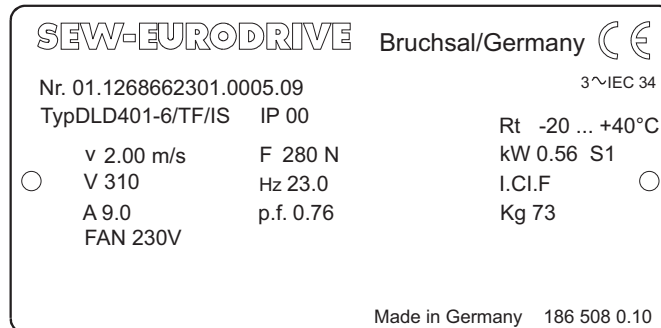 SEW-EURODRIVE Bruchsal/Germany CE
Nr. 01.1268662301.0005.09 3~IEC 34
TypDLD401-6/TF/IS IP 00 Rt -20 ... +40°C
v 2.00 m/s F 280 N kW 0.56 S1
V 310 Hz 23.0 I.Cl.F
A 9.0 p.f. 0.76 Kg 73
FAN 230V
Made in Germany 186 508 0.10